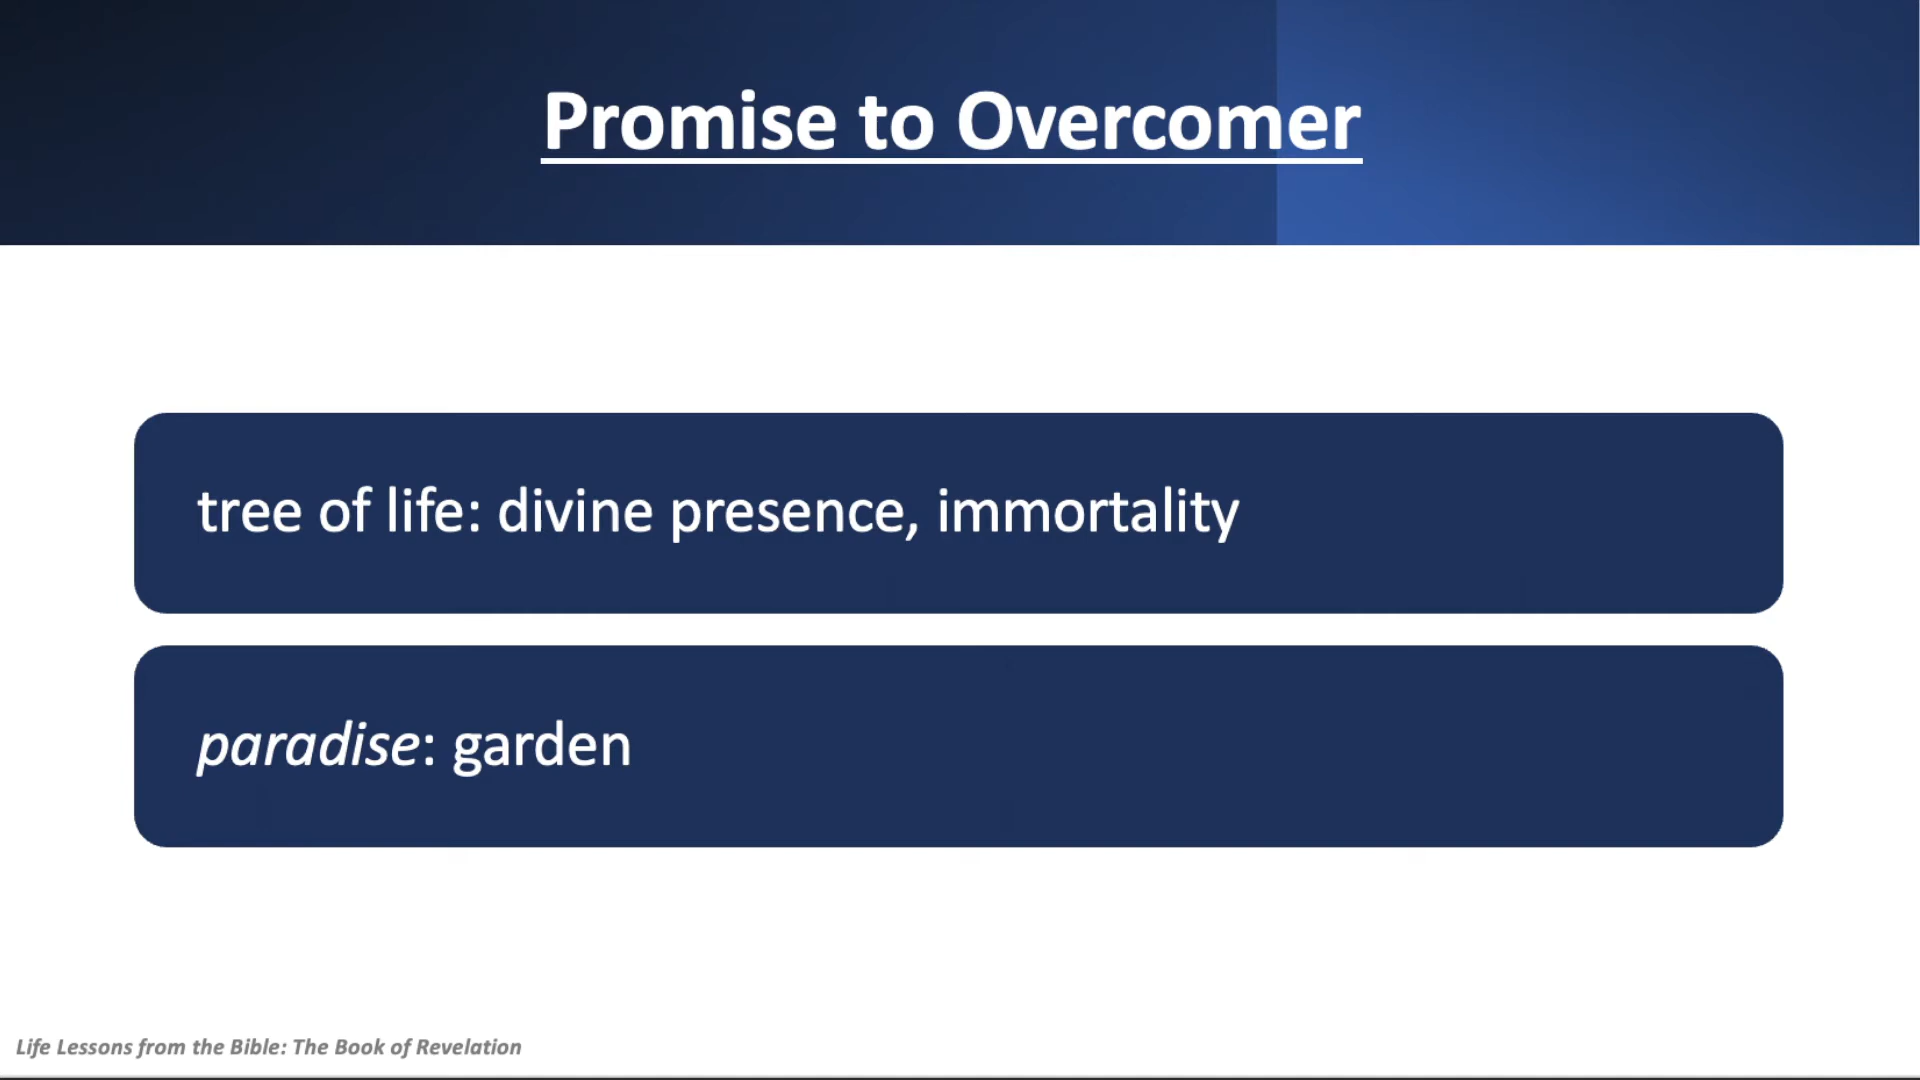 Promise to Overcomer
tree of life: divine presence, immortality
paradise: garden
Life Lessons from the Bible: The Book of Revelation